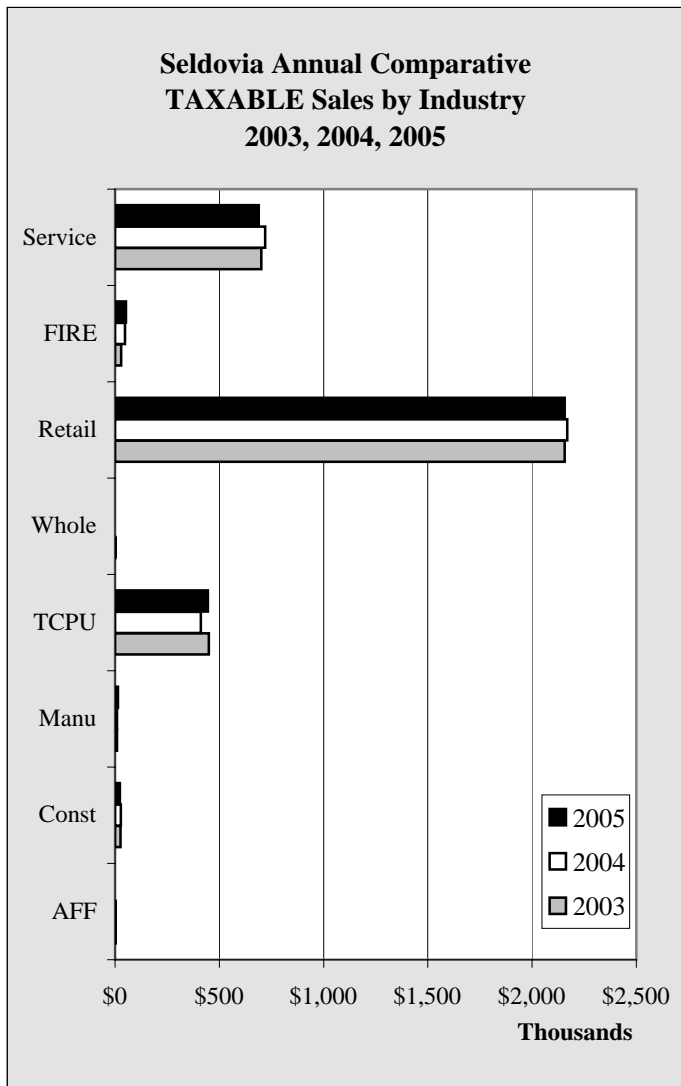 Seldovia Annual Comparative
TAXABLE Sales by Industry
2003, 2004, 2005
Service
FIRE
Retail
Whole
TCPU
Manu
Const
AFF
2005
2004
2003
$0 $500 $1,000 $1,500 $2,000 $2,500
Thousands